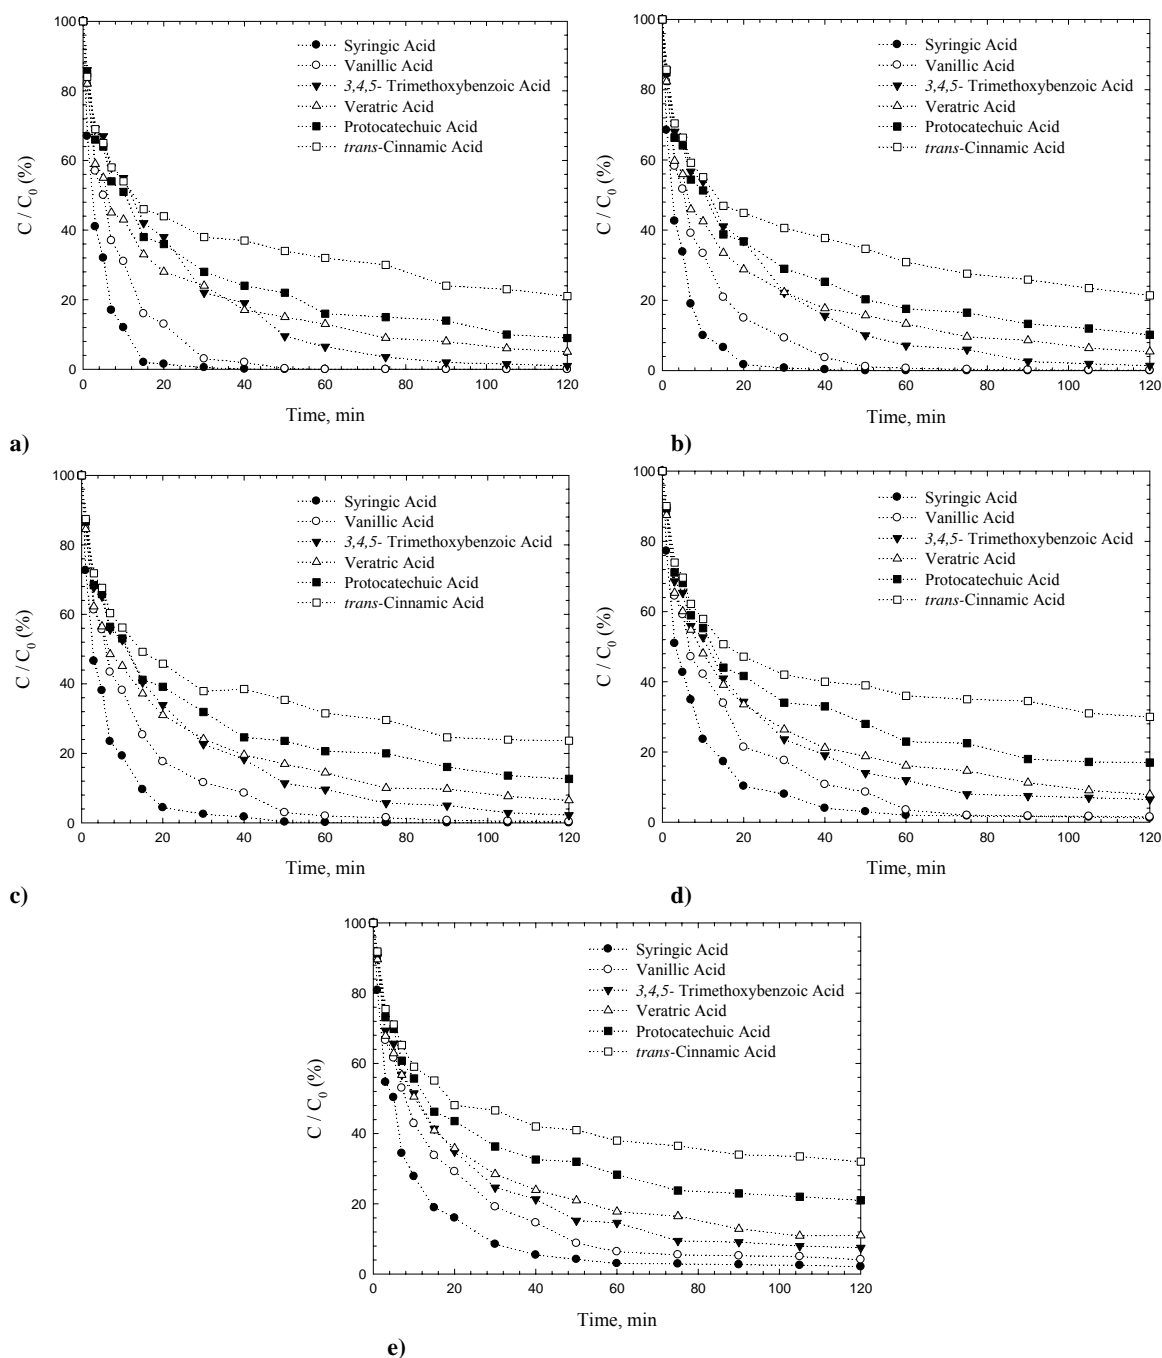 100
80
60
40
20
0
C / C0 (%)
Syringic Acid
Vanillic Acid
3,4,5- Trimethoxybenzoic Acid
Veratric Acid
Protocatechuic Acid
trans-Cinnamic Acid
0 20 40 60 80 100 120
Time, min
a)
100
80
60
40
20
0
C / C0 (%)
Syringic Acid
Vanillic Acid
3,4,5- Trimethoxybenzoic Acid
Veratric Acid
Protocatechuic Acid
trans-Cinnamic Acid
0 20 40 60 80 100 120
Time, min
b)
100
80
60
40
20
0
C / C0 (%)
Syringic Acid
Vanillic Acid
3,4,5- Trimethoxybenzoic Acid
Veratric Acid
Protocatechuic Acid
trans-Cinnamic Acid
0 20 40 60 80 100 120
Time, min
c)
100
80
60
40
20
0
C / C0 (%)
Syringic Acid
Vanillic Acid
3,4,5- Trimethoxybenzoic Acid
Veratric Acid
Protocatechuic Acid
trans-Cinnamic Acid
0 20 40 60 80 100 120
Time, min
d)
100
80
60
40
20
0
C / C0 (%)
Syringic Acid
Vanillic Acid
3,4,5- Trimethoxybenzoic Acid
Veratric Acid
Protocatechuic Acid
trans-Cinnamic Acid
0 20 40 60 80 100 120
Time, min
e)